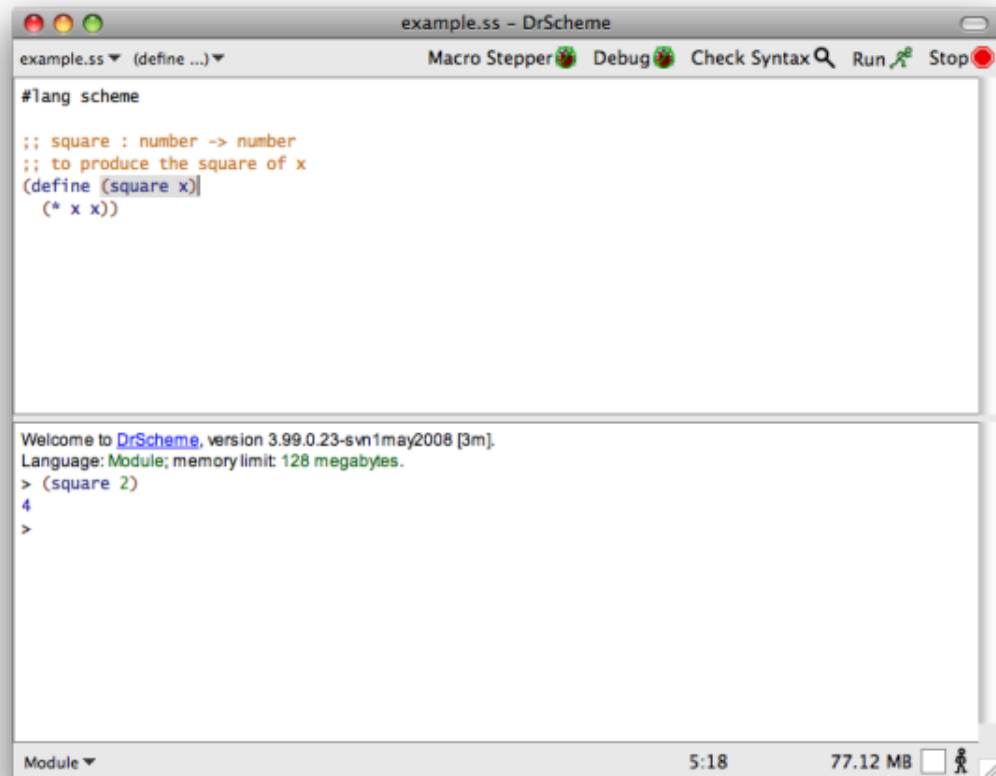 example.ss - DrScheme
example.ss (define ...) Macro Stepper Debug Check Syntax Run Stop
#lang scheme
;; square : number -> number
;; to produce the square of x
(define (square x)
(* x x))
Welcome to DrScheme, version 3.99.0.23-svn1may2008 [3m].
Language: Module; memory limit: 128 megabytes.
> (square 2)
4
>
Module 5:18 77.12 MB